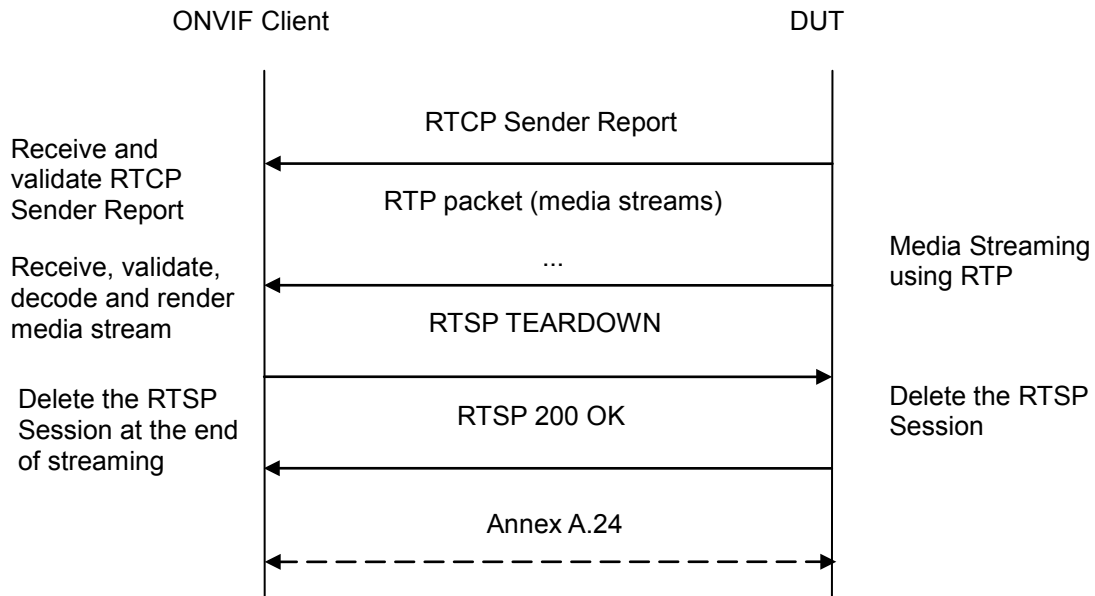 ONVIF Client
DUT
RTCP Sender Report
Receive and
validate RTCP
Sender Report
RTP packet (media streams)
...
Media Streaming
using RTP
Receive, validate,
decode and render
media stream
RTSP TEARDOWN
Delete the RTSP
Session at the end
of streaming
RTSP 200 OK
Delete the RTSP
Session
Annex A.24